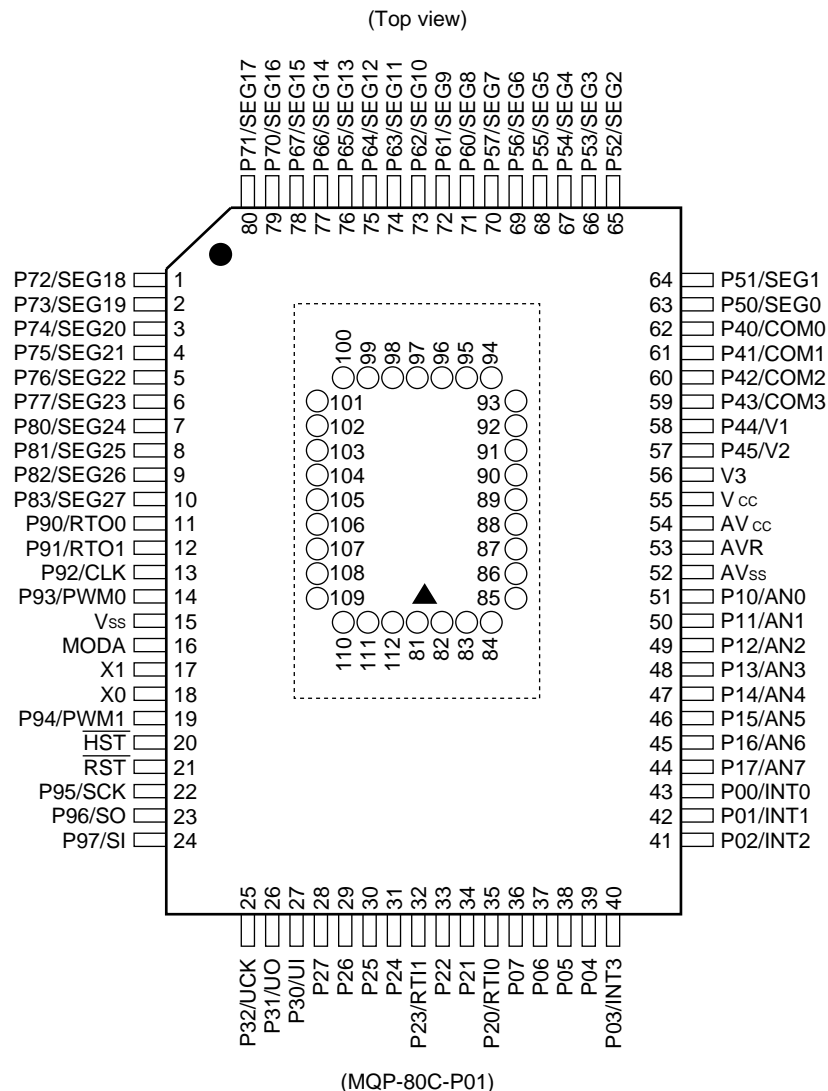 (Top view)
P71/SEG17
P70/SEG16
P67/SEG15
P66/SEG14
P65/SEG13
P64/SEG12
P63/SEG11
P62/SEG10
P61/SEG9
P60/SEG8
P57/SEG7
P56/SEG6
P55/SEG5
P54/SEG4
P53/SEG3
P52/SEG2
80 79 78 77 76 75 74 73 72 71 70 69 68 67 66 65
P72/SEG18 1
P73/SEG19 2
P74/SEG20 3
P75/SEG21 4
P76/SEG22 5
P77/SEG23 6
P80/SEG24 7
P81/SEG25 8
P82/SEG26 9
P83/SEG27 10
P90/RTO0 11
P91/RTO1 12
P92/CLK 13
P93/PWM0 14
Vss 15
MODA 16
X1 17
X0 18
P94/PWM1 19
HST 20
RST 21
P95/SCK 22
P96/SO 23
P97/SI 24
100 99 98 97 96 95 94
101 93
102 92
103 91
104 90
105 89
106 88
107 87
108 86
109 85
110 111 112 81 82 83 84
64 P51/SEG1
63 P50/SEG0
62 P40/COM0
61 P41/COM1
60 P42/COM2
59 P43/COM3
58 P44/V1
57 P45/V2
56 V3
55 Vcc
54 AVcc
53 AVR
52 AVss
51 P10/AN0
50 P11/AN1
49 P12/AN2
48 P13/AN3
47 P14/AN4
46 P15/AN5
45 P16/AN6
44 P17/AN7
43 P00/INT0
42 P01/INT1
41 P02/INT2
25 26 27 28 29 30 31 32 33 34 35 36 37 38 39 40
P32/UCK
P31/UO
P30/UI
P27
P26
P25
P24
P23/RTI1
P22
P21
P20/RTI0
P07
P06
P05
P04
P03/INT3
(MQP-80C-P01)